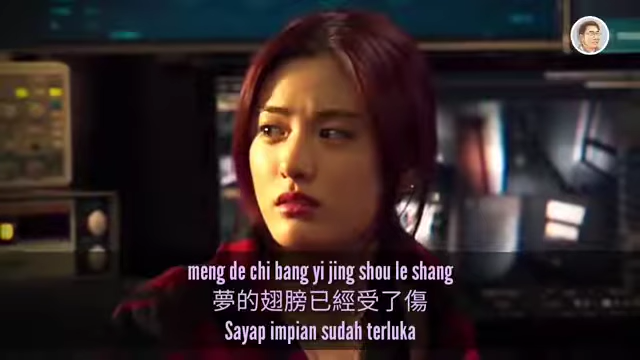 meng de chi bang yi jing shou le shang
夢的翅膀已經受了傷
Sayap impian sudah terluka